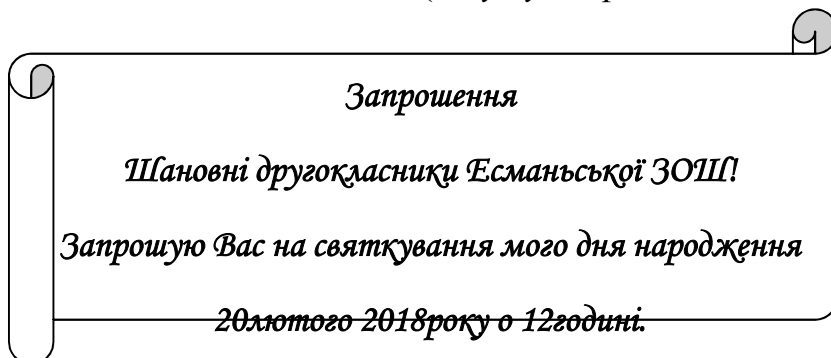 Запрошення
Шановні другокласники Есманьської ЗОШ!
Запрошую Вас на святкування мого дня народження
20лютого 2018року о 12годині.